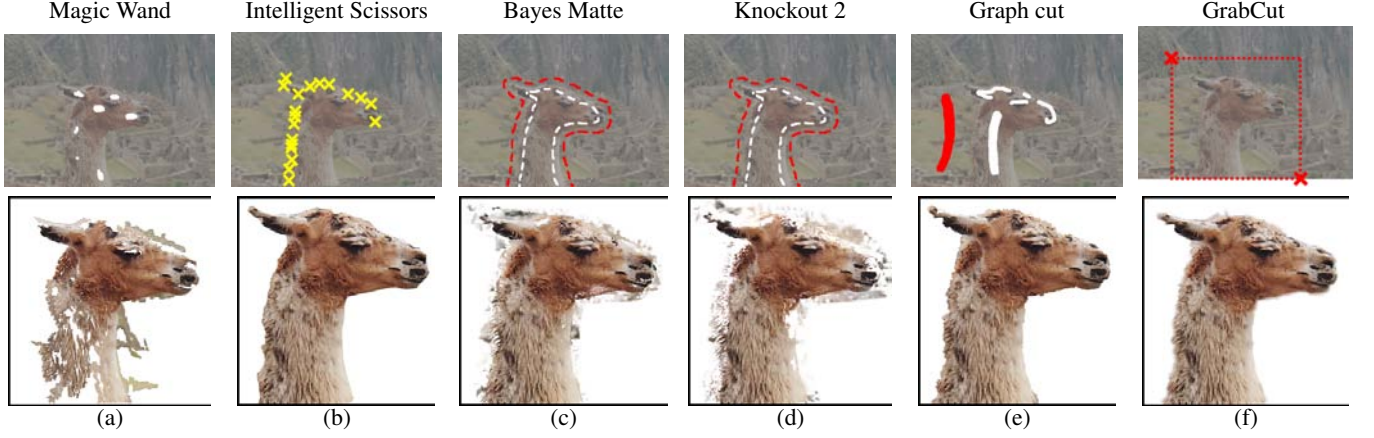 Magic Wand Intelligent Scissors Bayes Matte Knockout 2 Graph cut GrabCut
(a) (b) (c) (d) (e) (f)